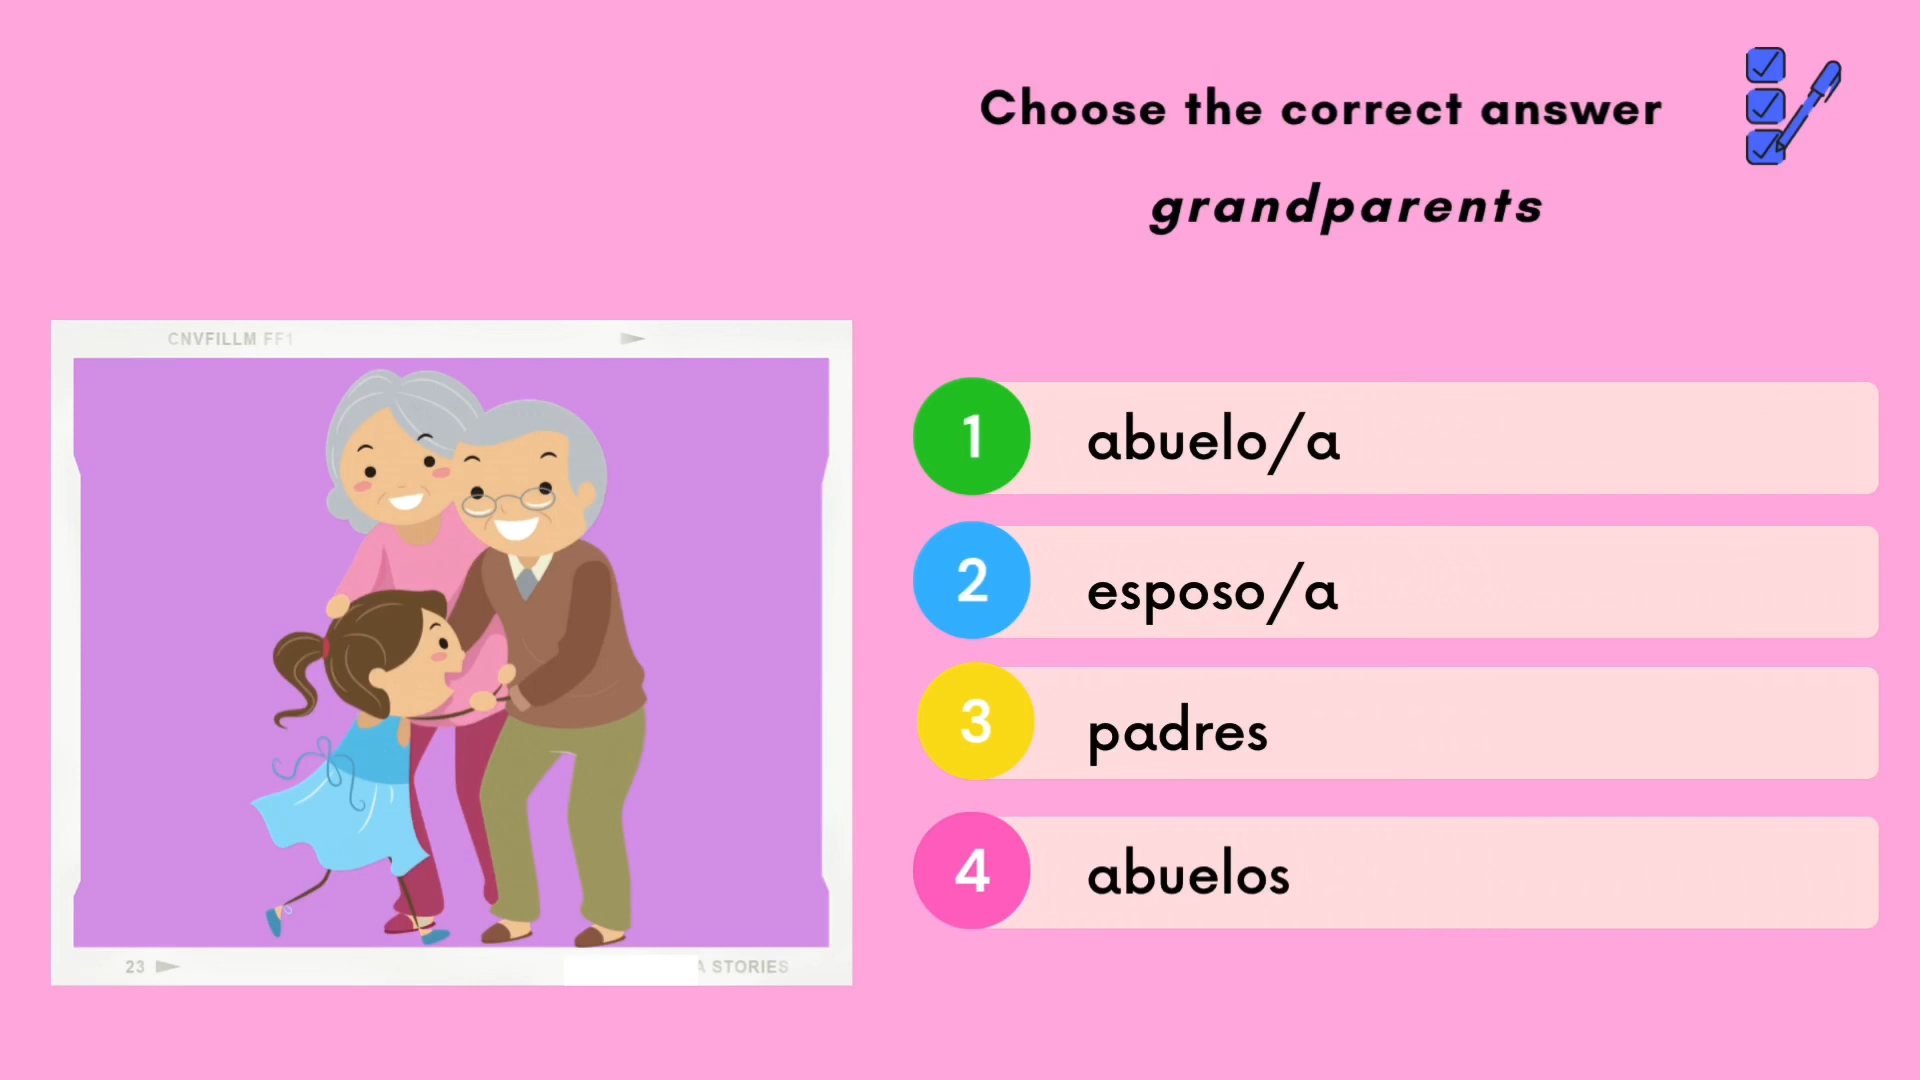 Choose the correct answer
grandparents
CNVFILLM FF1
1 abuelo/a
2 esposo/a
3 padres
4 abuelos
23
A STORIES